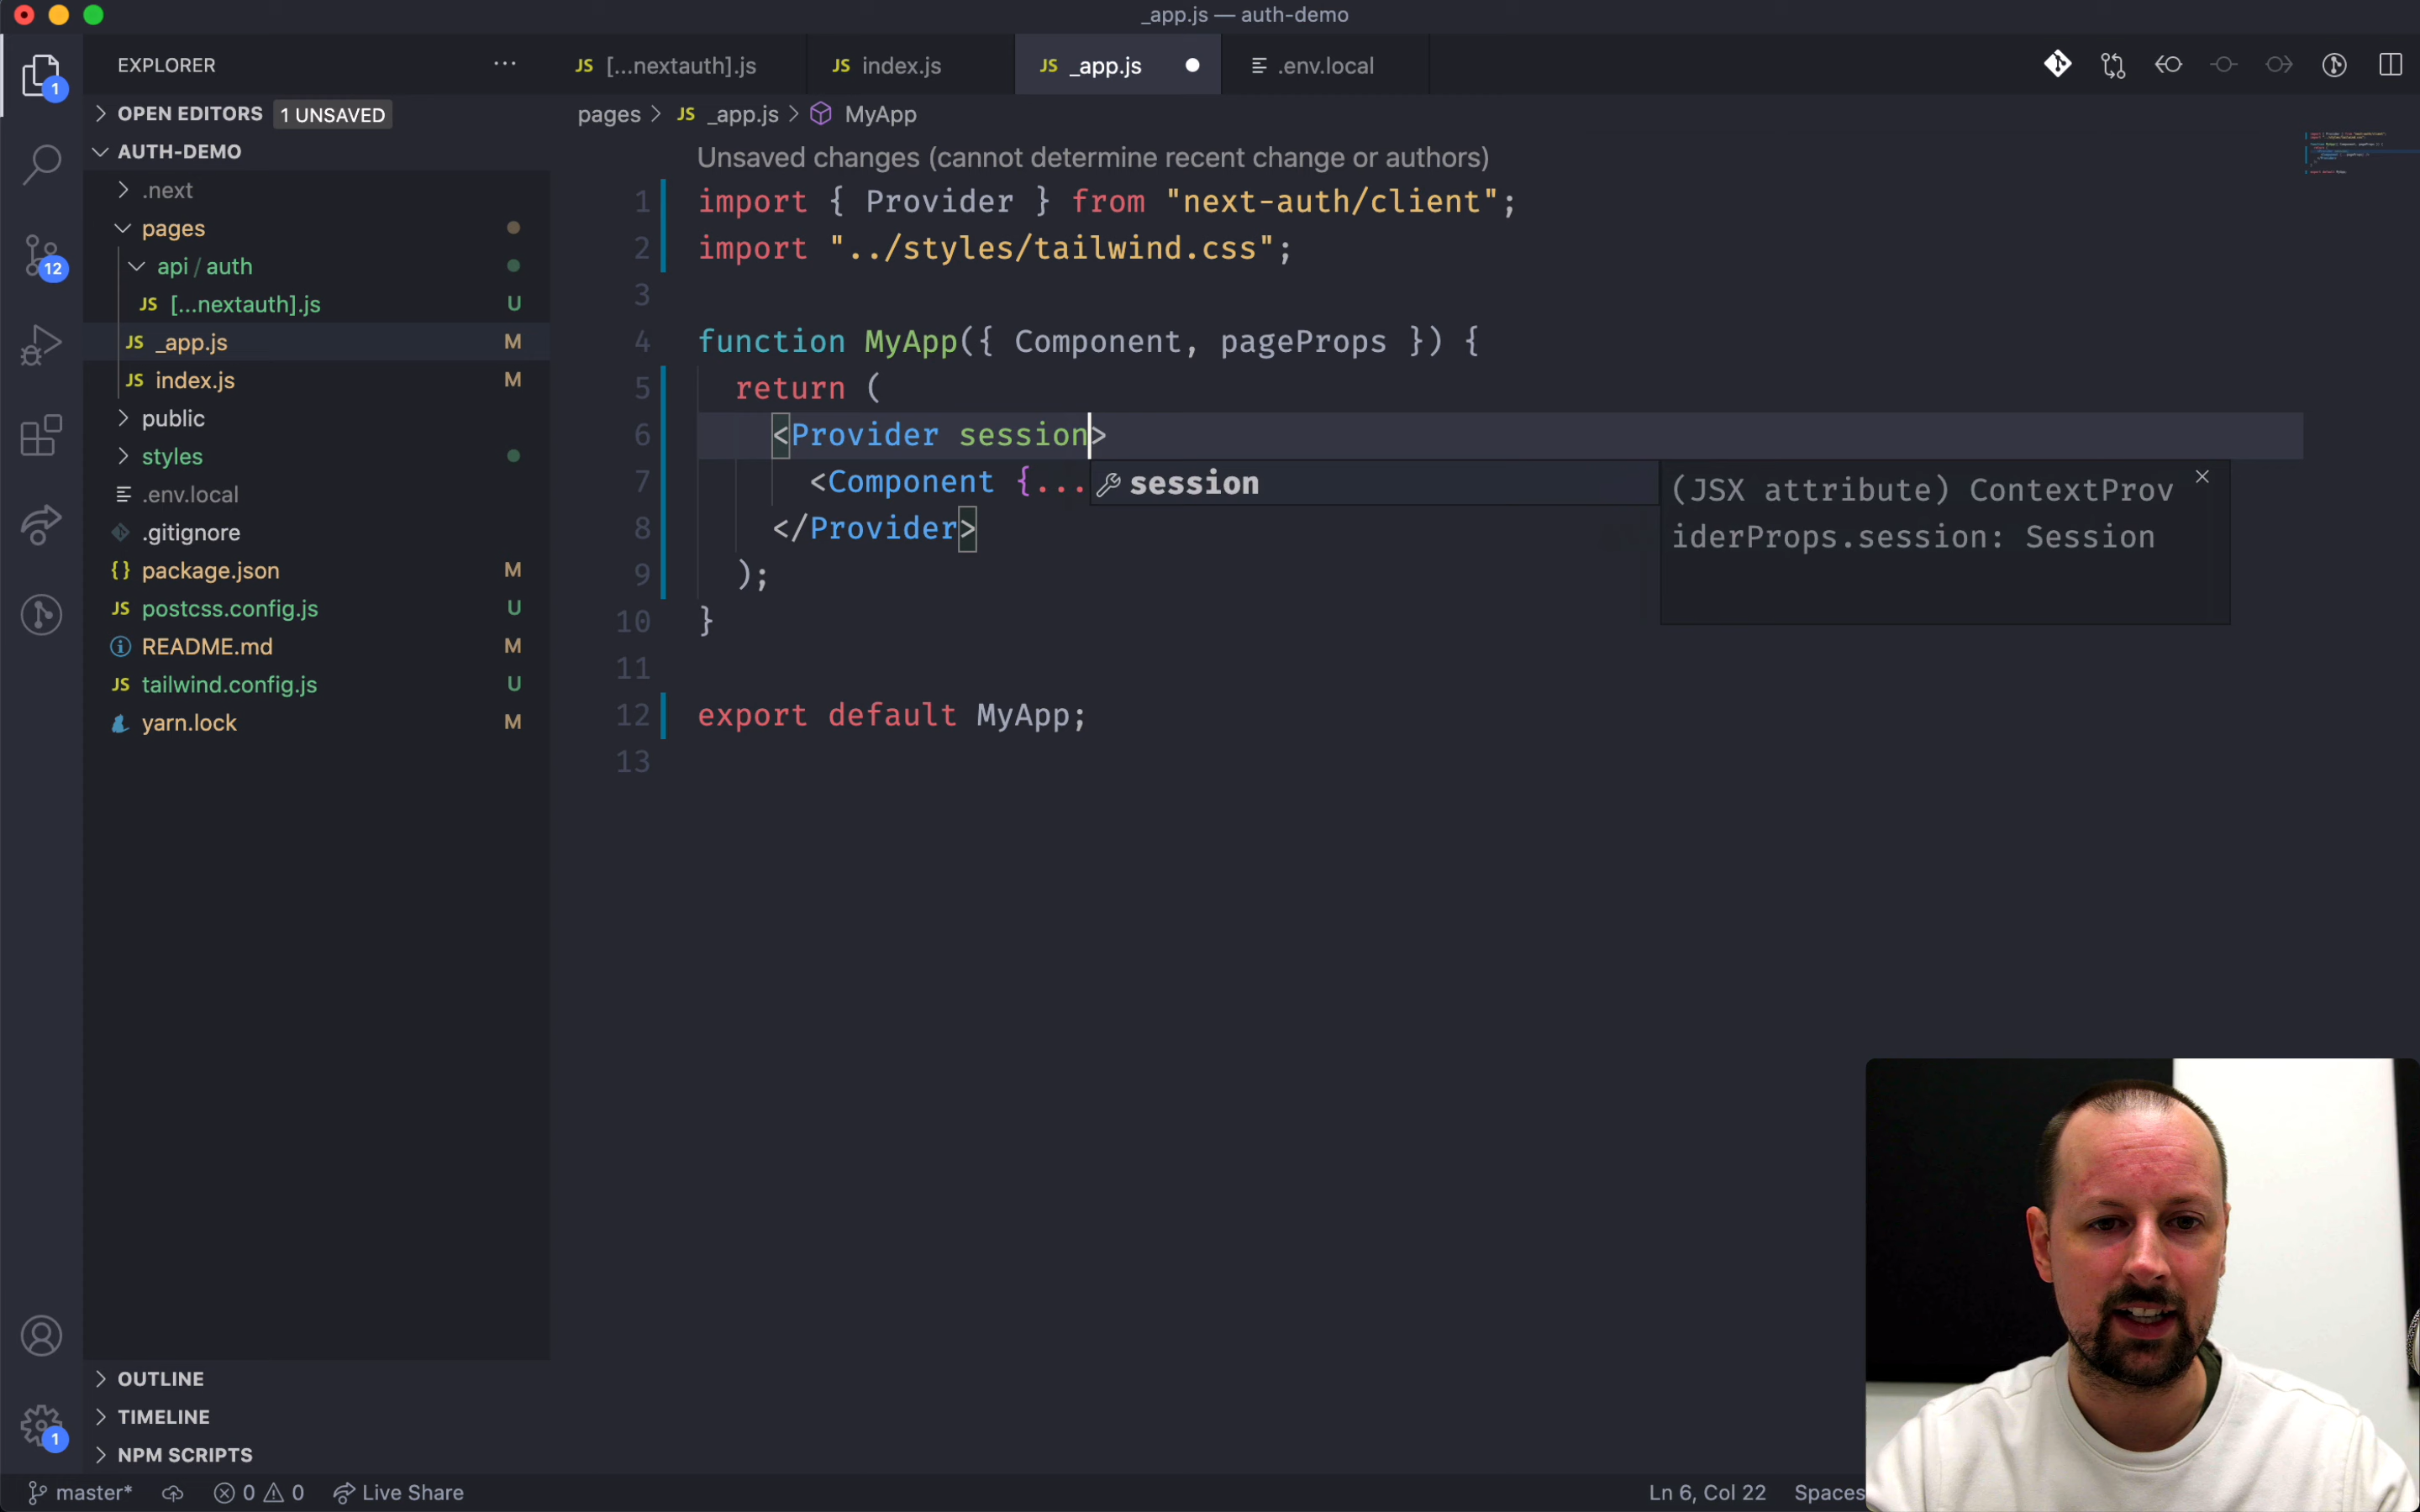 _app.js — auth-demo
EXPLORER
[...nextauth].js
index.js
_app.js
.env.local
OPEN EDITORS 1 UNSAVED
pages > JS _app.js > MyApp
AUTH-DEMO
.next
pages
api / auth
JS [...nextauth].js U
JS _app.js M
JS index.js M
public
styles
.env.local
.gitignore
{} package.json M
JS postcss.config.js U
README.md M
JS tailwind.config.js U
yarn.lock M
Unsaved changes (cannot determine recent change or authors)
1 import { Provider } from "next-auth/client";
2 import "../styles/tailwind.css";
3
4 function MyApp({ Component, pageProps }) {
5 return (
6 <Provider session>
7 <Component {...
session
(JSX attribute) ContextProv
iderProps.session: Session
8 </Provider>
9 );
10 }
11
12 export default MyApp;
13
1
12
OUTLINE
TIMELINE
NPM SCRIPTS
1
master* 0 0 Live Share
Ln 6, Col 22 Spaces